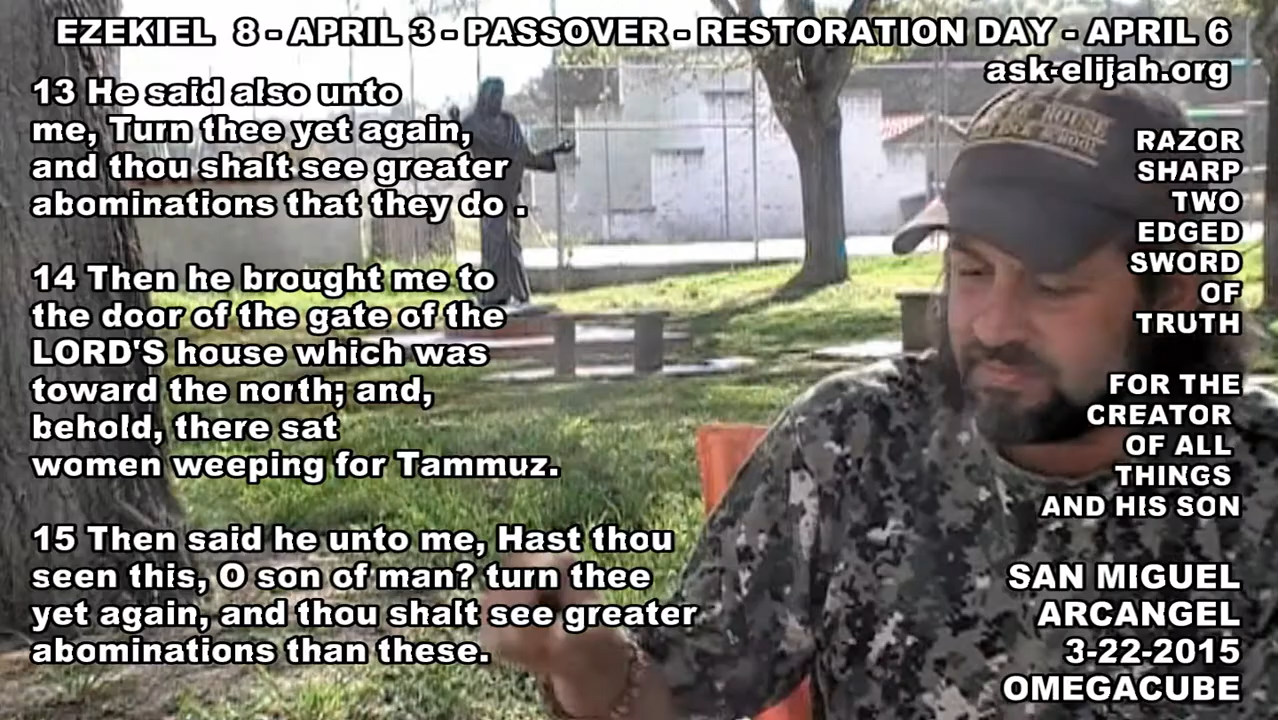 EZEKIEL 8 - APRIL 3 - PASSOVER - RESTORATION DAY - APRIL 6
ask-elijah.org
13 He said also unto
me, Turn thee yet again,
and thou shalt see greater
abominations that they do .
14 Then he brought me to
the door of the gate of the
LORD'S house which was
toward the north; and,
behold, there sat
women weeping for Tammuz.
15 Then said he unto me, Hast thou
seen this, O son of man? turn thee
yet again, and thou shalt see greater
abominations than these.
HOUSE
RAZOR
SHARP
TWO
EDGED
SWORD
OF
TRUTH
FOR THE
CREATOR
OF ALL
THINGS
AND HIS SON
SAN MIGUEL
ARCANGEL
3-22-2015
OMEGACUBE